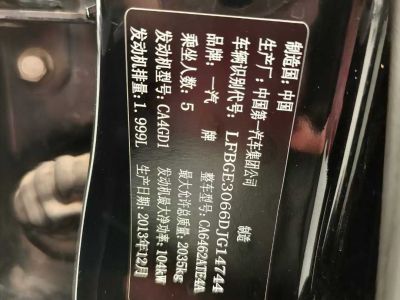 制造国：中国
生产厂：中国第一汽车集团公司 制造
车辆识别代号：LFBGE3066DJG14744
品牌：一汽 牌 整车型号：CA6462ATE4A
乘坐人数：5 最大允许总质量：2035kg
发动机型号：CA4GD1 发动机最大净功率：104kW
发动机排量：1.999L 生产日期：2013年12月